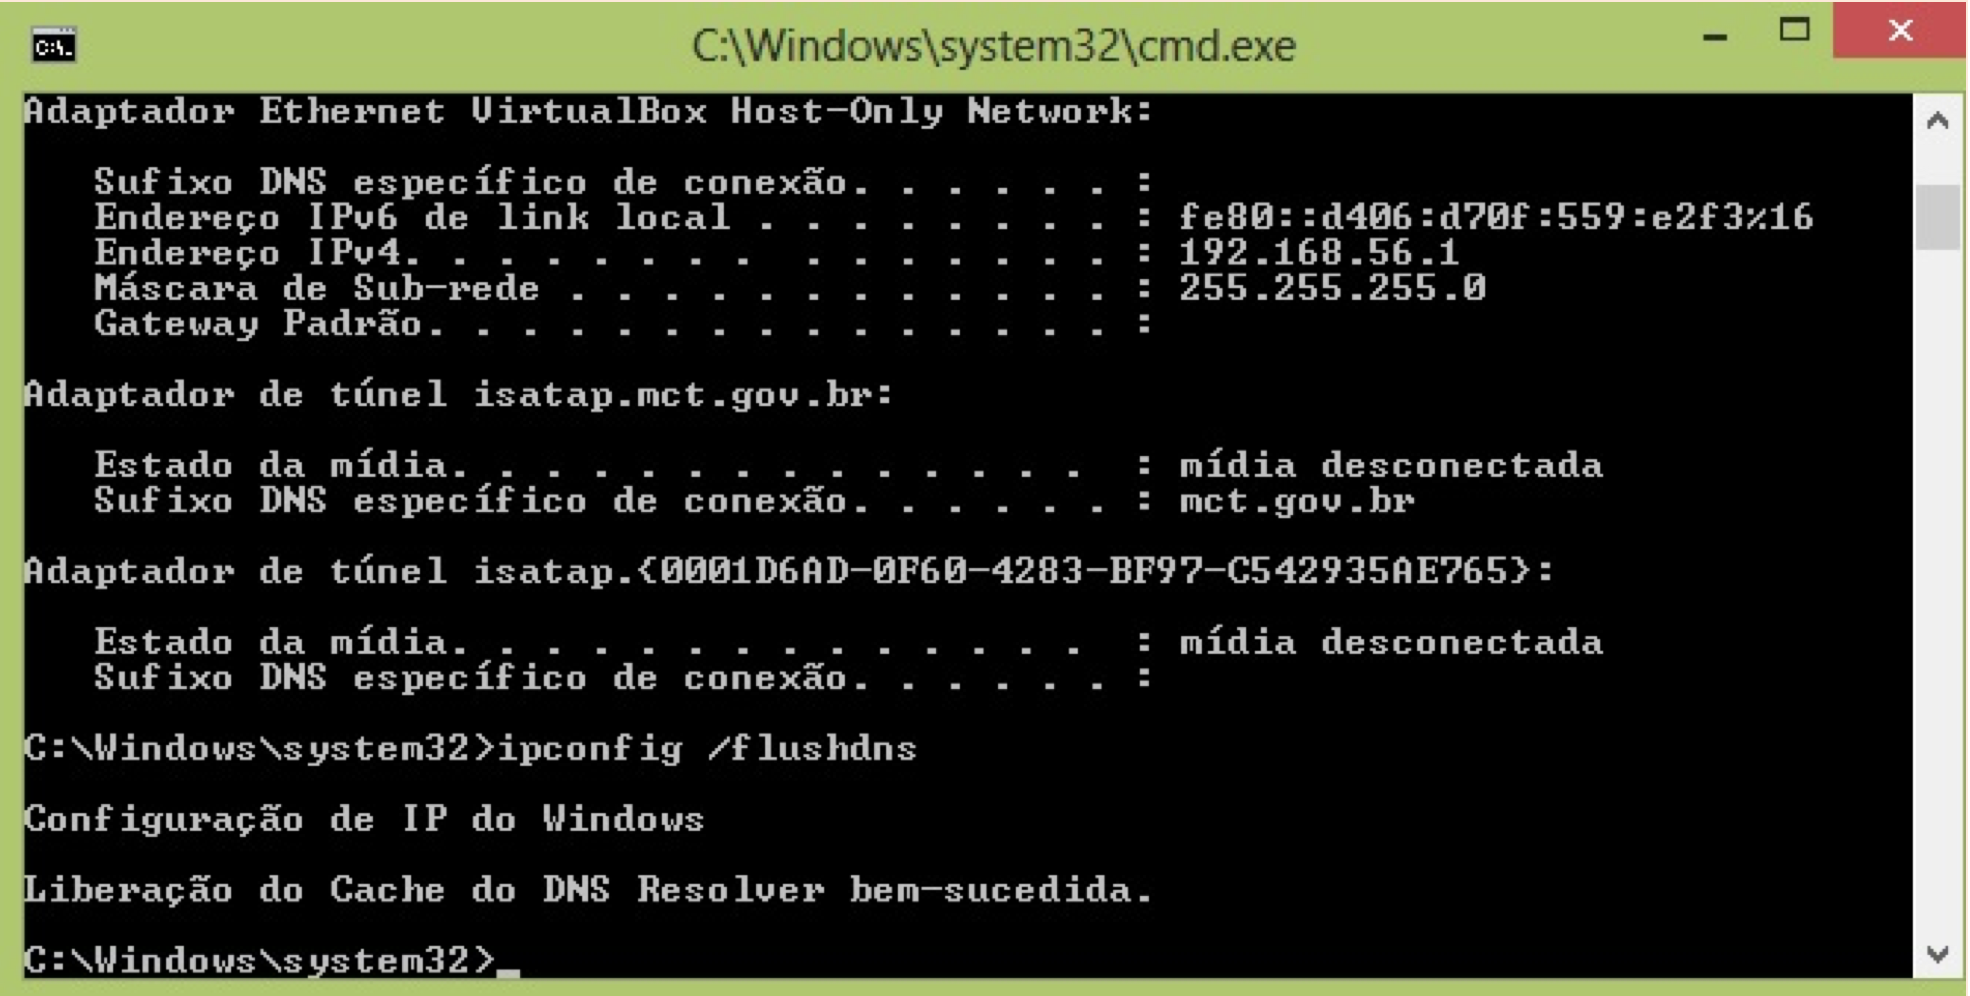 C:\Windows\system32\cmd.exe
Adaptador Ethernet VirtualBox Host-Only Network:
Sufixo DNS específico de conexão. . . . . . :
Endereço IPv6 de link local . . . . . . . . : fe80::d406:d70f:559:e2f3%16
Endereço IPv4. . . . . . . .  . . . . . . . : 192.168.56.1
Máscara de Sub-rede . . . . . . . . . . . . : 255.255.255.0
Gateway Padrão. . . . . . . . . . . . . . . :
Adaptador de túnel isatap.mct.gov.br:
Estado da mídia. . . . . . . . . . . . . .  : mídia desconectada
Sufixo DNS específico de conexão. . . . . . : mct.gov.br
Adaptador de túnel isatap.{0001D6AD-0F60-4283-BF97-C542935AE765}:
Estado da mídia. . . . . . . . . . . . . .  : mídia desconectada
Sufixo DNS específico de conexão. . . . . . :
C:\Windows\system32>ipconfig /flushdns
Configuração de IP do Windows
Liberação do Cache do DNS Resolver bem-sucedida.
C:\Windows\system32>_